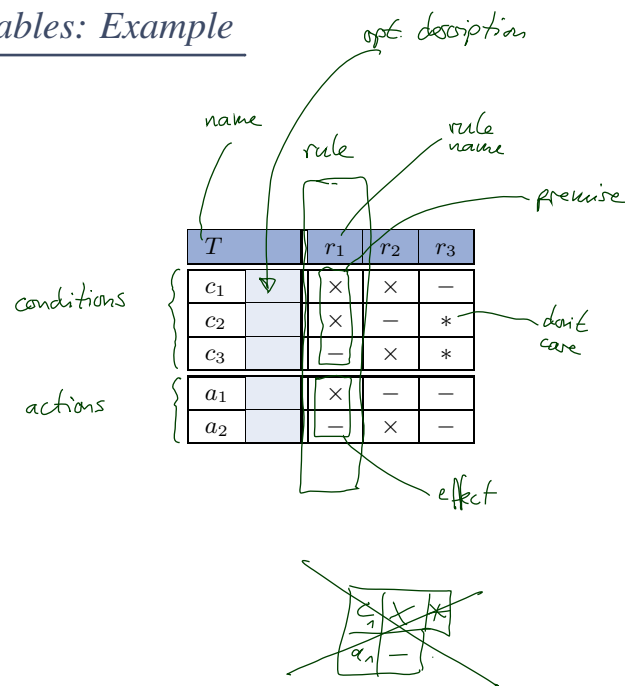 ables: Example
opt. description
name
rule
rule
name
premise
T r₁ r₂ r₃
c₁ × × −
conditions
c₂ × − ∗
don't
care
c₃ − × ∗
a₁ × − −
actions
a₂ − × −
effect
c₁ × *
a₁ −